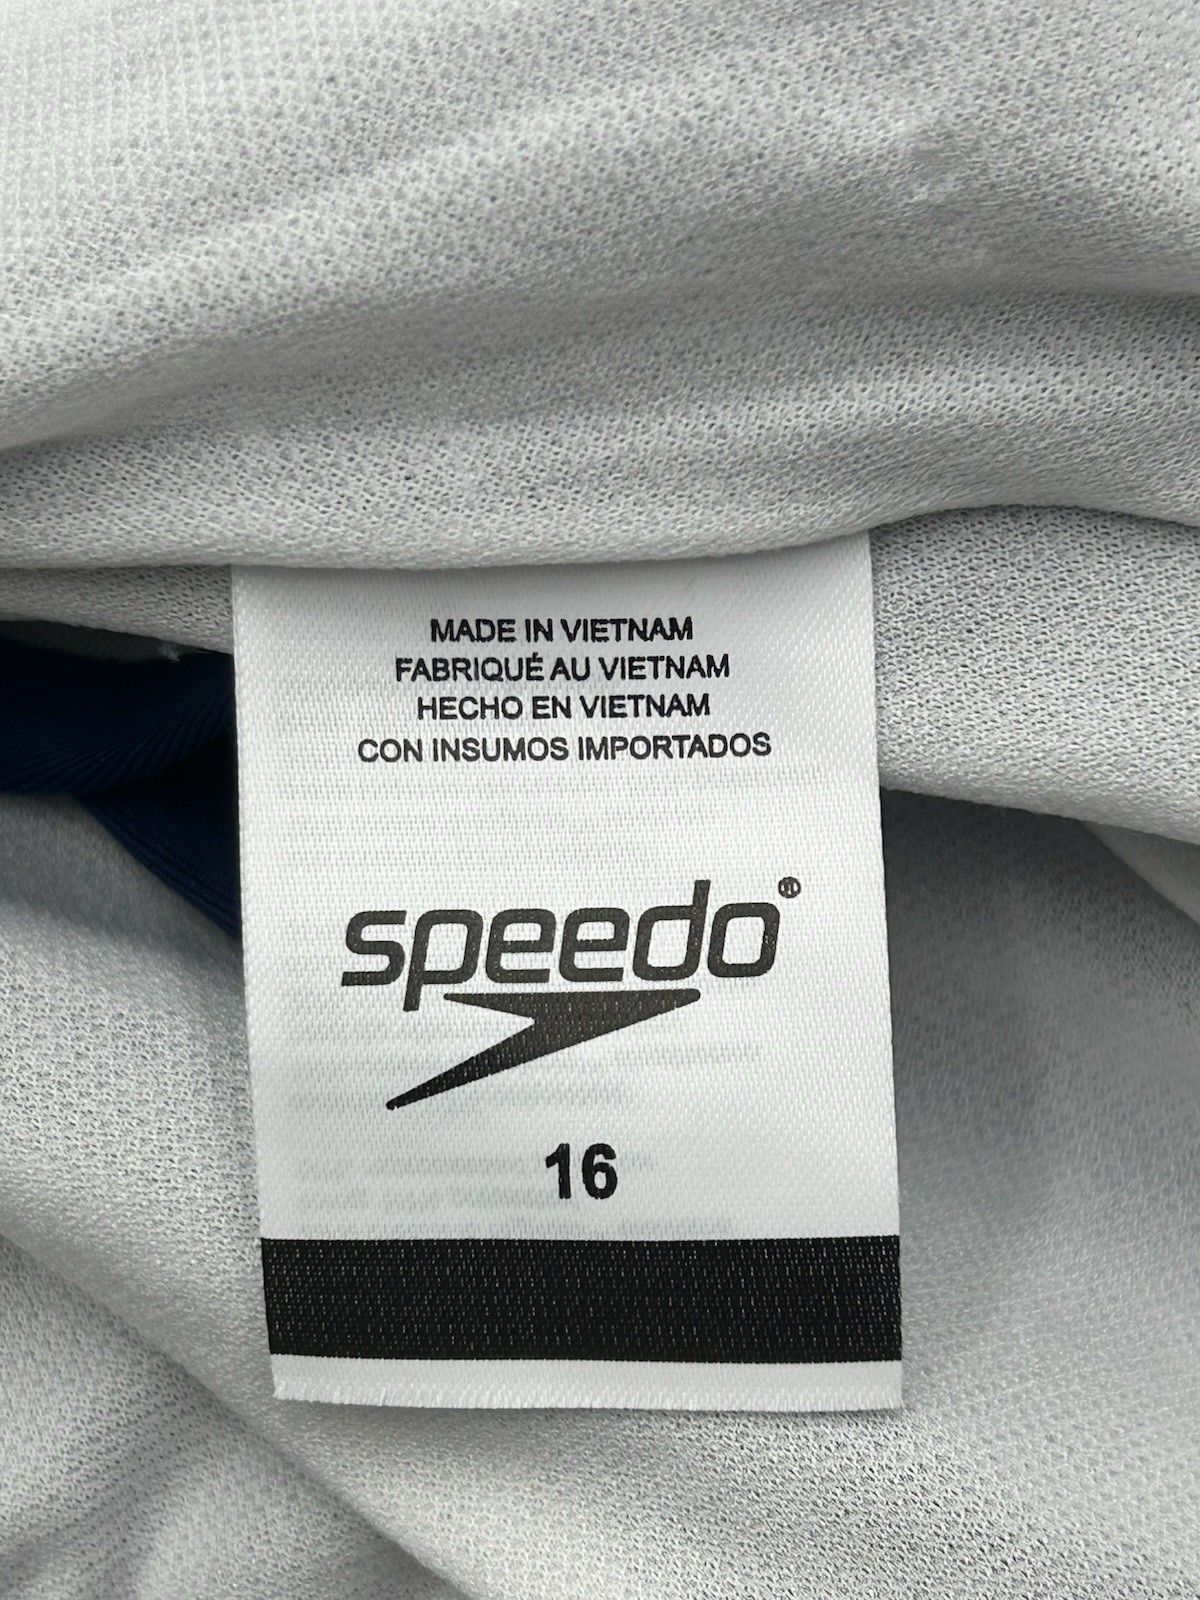 MADE IN VIETNAM
FABRIQUÉ AU VIETNAM
HECHO EN VIETNAM
CON INSUMOS IMPORTADOS
speedo®
16